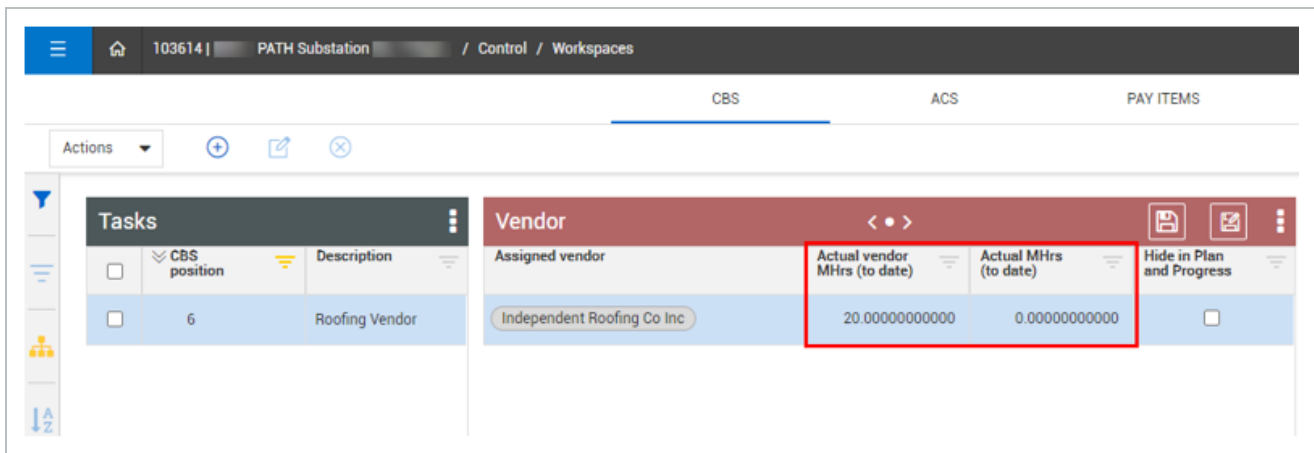 103614 | PATH Substation / Control / Workspaces
CBS ACS PAY ITEMS
Actions
Tasks
Vendor
CBS position
Description
Assigned vendor
Actual vendor MHrs (to date)
Actual MHrs (to date)
Hide in Plan and Progress
6
Roofing Vendor
Independent Roofing Co Inc
20.00000000000
0.00000000000
A
Z